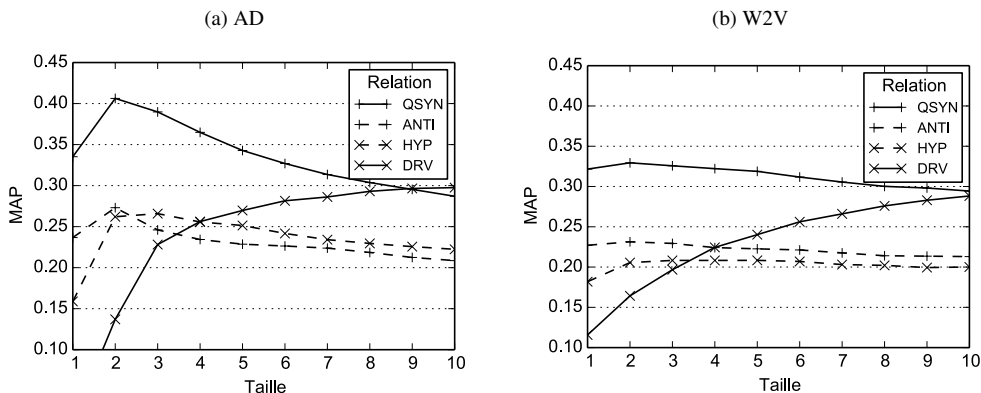 (a) AD
0.45
0.40
0.35
0.30
0.25
0.20
0.15
0.10
MAP
1 2 3 4 5 6 7 8 9 10
Taille
Relation
QSYN
ANTI
HYP
DRV
(b) W2V
0.45
0.40
0.35
0.30
0.25
0.20
0.15
0.10
MAP
1 2 3 4 5 6 7 8 9 10
Taille
Relation
QSYN
ANTI
HYP
DRV